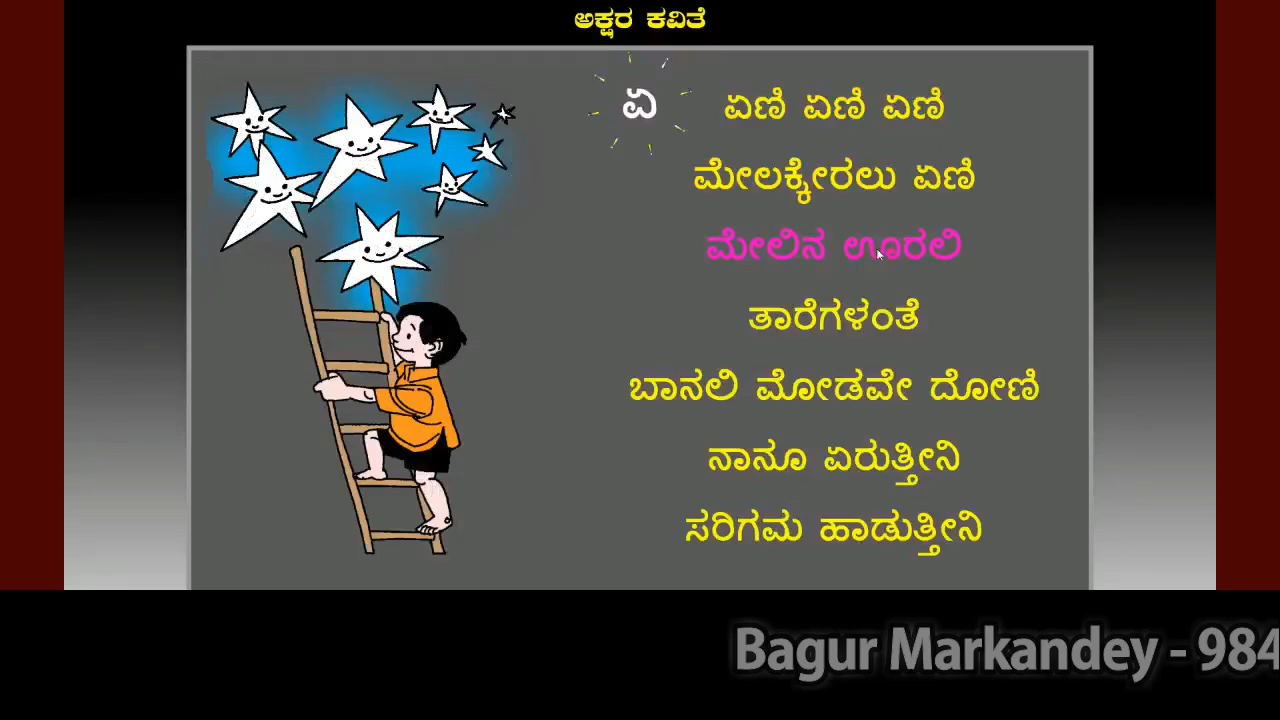 ಅಕ್ಷರ ಕವಿತೆ
ಏ ಏಣಿ ಏಣಿ ಏಣಿ
ಮೇಲಕ್ಕೇರಲು ಏಣಿ
ಮೇಲಿನ ಊರಲಿ
ತಾರೆಗಳಂತೆ
ಬಾನಲಿ ಮೋಡವೇ ದೋಣಿ
ನಾನೂ ಏರುತ್ತೀನಿ
ಸರಿಗಮ ಹಾಡುತ್ತೀನಿ
Bagur Markandey - 984